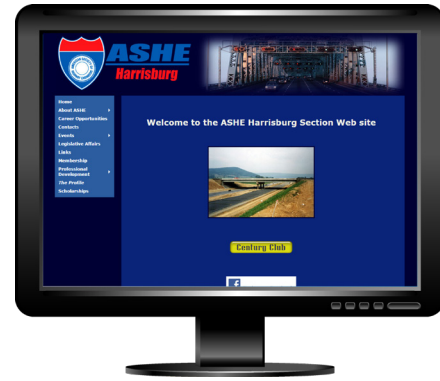 ASHE
Harrisburg
Home
About ASHE
Career Opportunities
Contacts
Events
Legislative Affairs
Links
Membership
Professional
Development
The Profile
Scholarships
Welcome to the ASHE Harrisburg Section Web site
Century Club
f